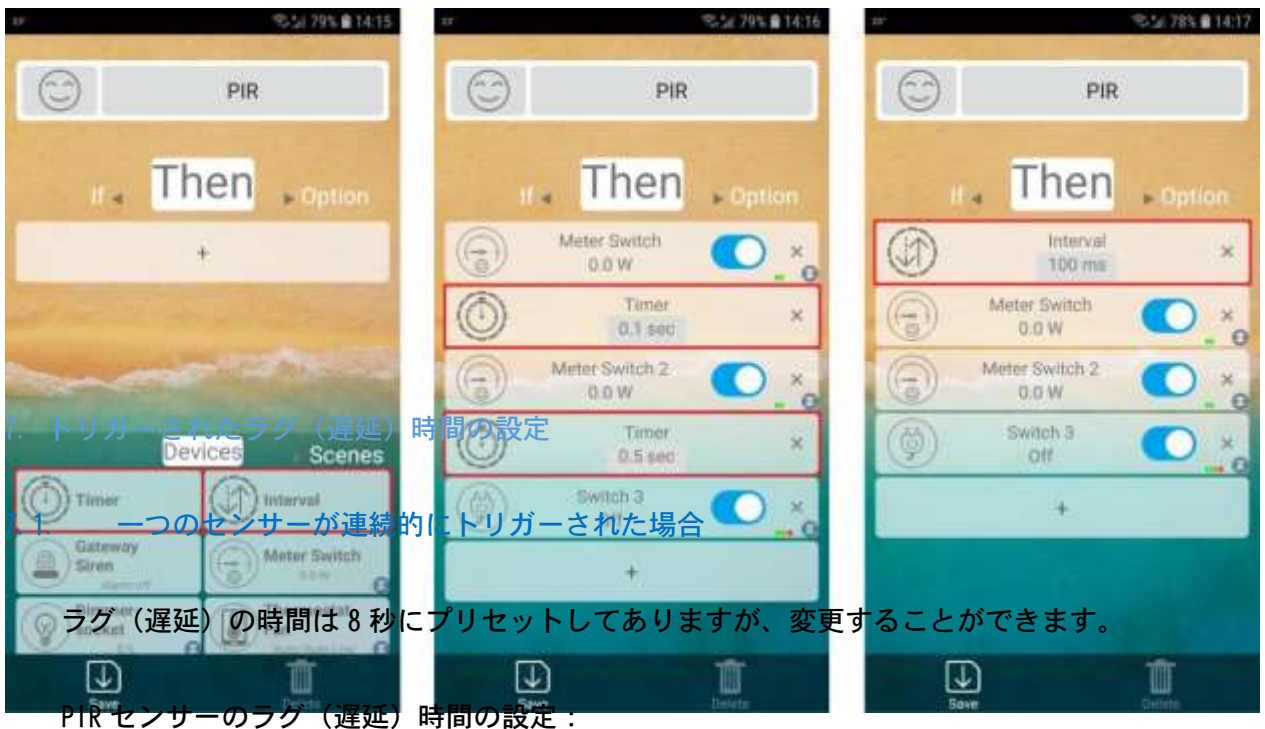 79% 14:15
PIR
If ◂ Then ▸ Option
+
Devices Scenes
Timer
Interval
Gateway Siren
Meter Switch
Save
79% 14:16
PIR
If ◂ Then ▸ Option
Meter Switch
0.0 W
×
Timer
0.1 sec
×
Meter Switch 2
0.0 W
×
Timer
0.5 sec
×
Switch 3
×
+
Save
Delete
78% 14:17
PIR
If ◂ Then ▸ Option
Interval
100 ms
×
Meter Switch
0.0 W
×
Meter Switch 2
0.0 W
×
Switch 3
Off
×
+
Save
Delete
7. トリガーされたラグ（遅延）時間の設定
7.1. 一つのセンサーが連続的にトリガーされた場合
ラグ（遅延）の時間は8秒にプリセットしてありますが、変更することができます。
PIRセンサーのラグ（遅延）時間の設定：